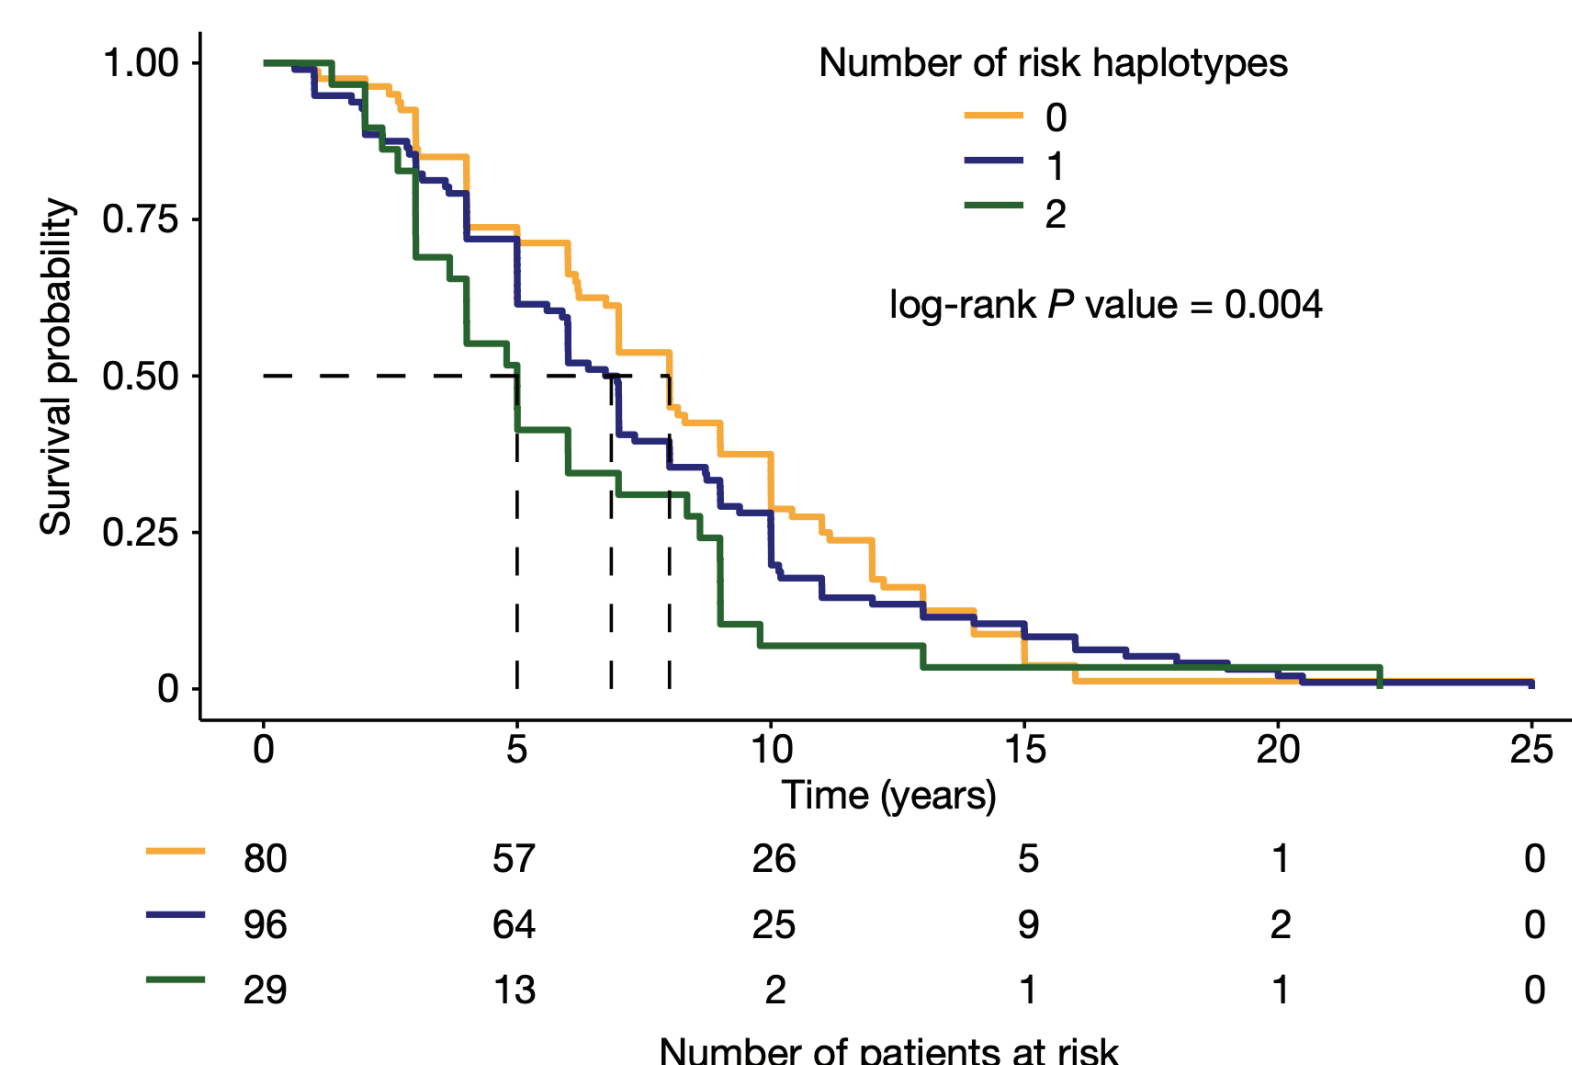 Number of risk haplotypes
0
1
2
log-rank P value = 0.004
Survival probability
1.00
0.75
0.50
0.25
0
0 5 10 15 20 25
Time (years)
80 57 26 5 1 0
96 64 25 9 2 0
29 13 2 1 1 0
Number of patients at risk